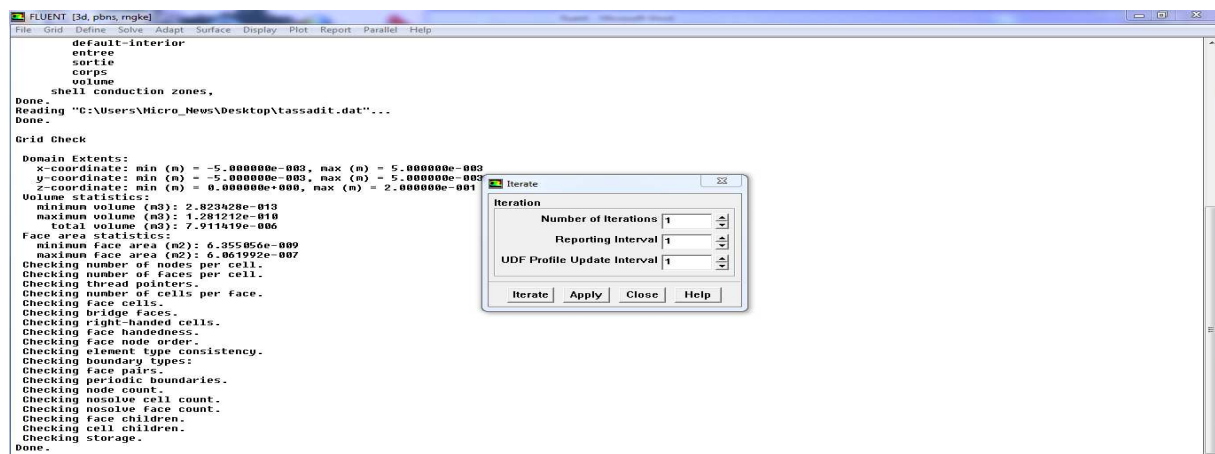 FLUENT [3d, pbns, rngke]
File Grid Define Solve Adapt Surface Display Plot Report Parallel Help
default-interior
entree
sortie
corps
volume
shell conduction zones,
Done.
Reading "C:\Users\Micro_News\Desktop\tassadit.dat"...
Done.
Grid Check
Domain Extents:
x-coordinate: min (m) = -5.000000e-003, max (m) = 5.000000e-003
y-coordinate: min (m) = -5.000000e-003, max (m) = 5.000000e-003
z-coordinate: min (m) = 0.000000e+000, max (m) = 2.000000e-001
Volume statistics:
minimum volume (m3): 2.823428e-013
maximum volume (m3): 1.281212e-010
total volume (m3): 7.911419e-006
Face area statistics:
minimum face area (m2): 6.355056e-009
maximum face area (m2): 6.061992e-007
Checking number of nodes per cell.
Checking number of faces per cell.
Checking thread pointers.
Checking number of cells per face.
Checking face cells.
Checking bridge faces.
Checking right-handed cells.
Checking face handedness.
Checking face node order.
Checking element type consistency.
Checking boundary types:
Checking face pairs.
Checking periodic boundaries.
Checking node count.
Checking nosolve cell count.
Checking nosolve face count.
Checking face children.
Checking cell children.
Checking storage.
Done.
Iterate
Iteration
Number of Iterations 1
Reporting Interval 1
UDF Profile Update Interval 1
Iterate Apply Close Help